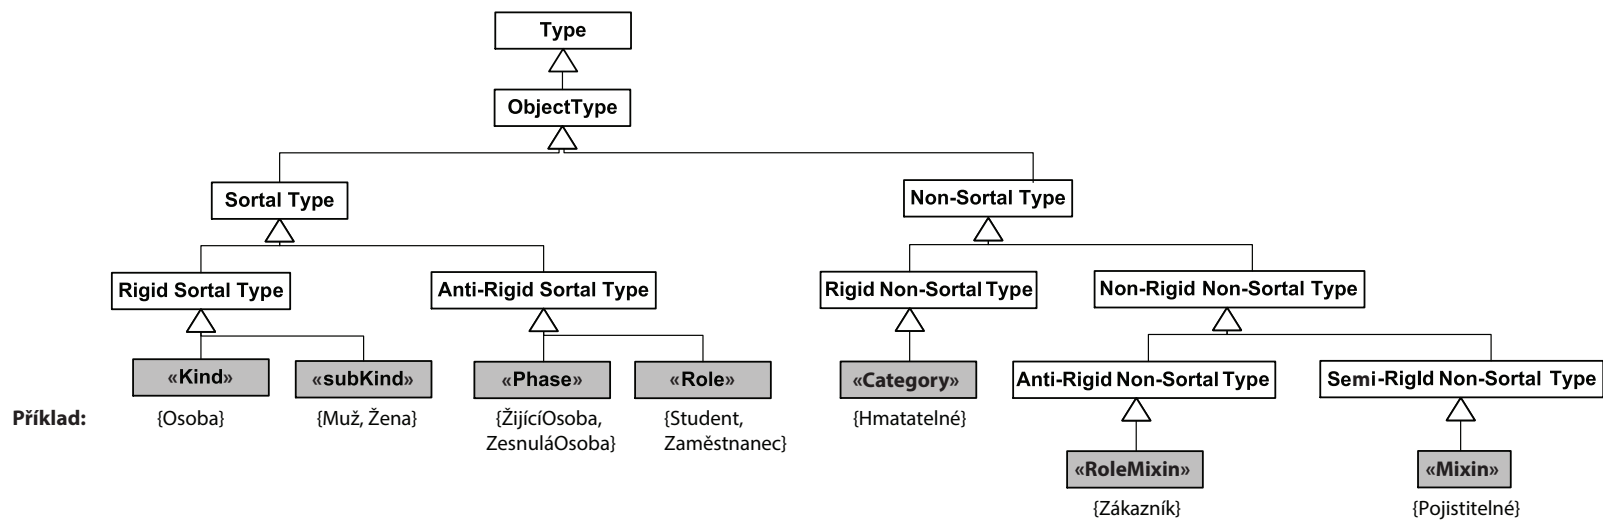 Type
ObjectType
Sortal Type
Non-Sortal Type
Rigid Sortal Type
Anti-Rigid Sortal Type
Rigid Non-Sortal Type
Non-Rigid Non-Sortal Type
«Kind»
«subKind»
«Phase»
«Role»
«Category»
Anti-Rigid Non-Sortal Type
Semi-RigId Non-Sortal Type
Příklad:
{Osoba}
{Muž, Žena}
{ŽijícíOsoba,
ZesnuláOsoba}
{Student,
Zaměstnanec}
{Hmatatelné}
«RoleMixin»
«Mixin»
{Zákazník}
{Pojistitelné}